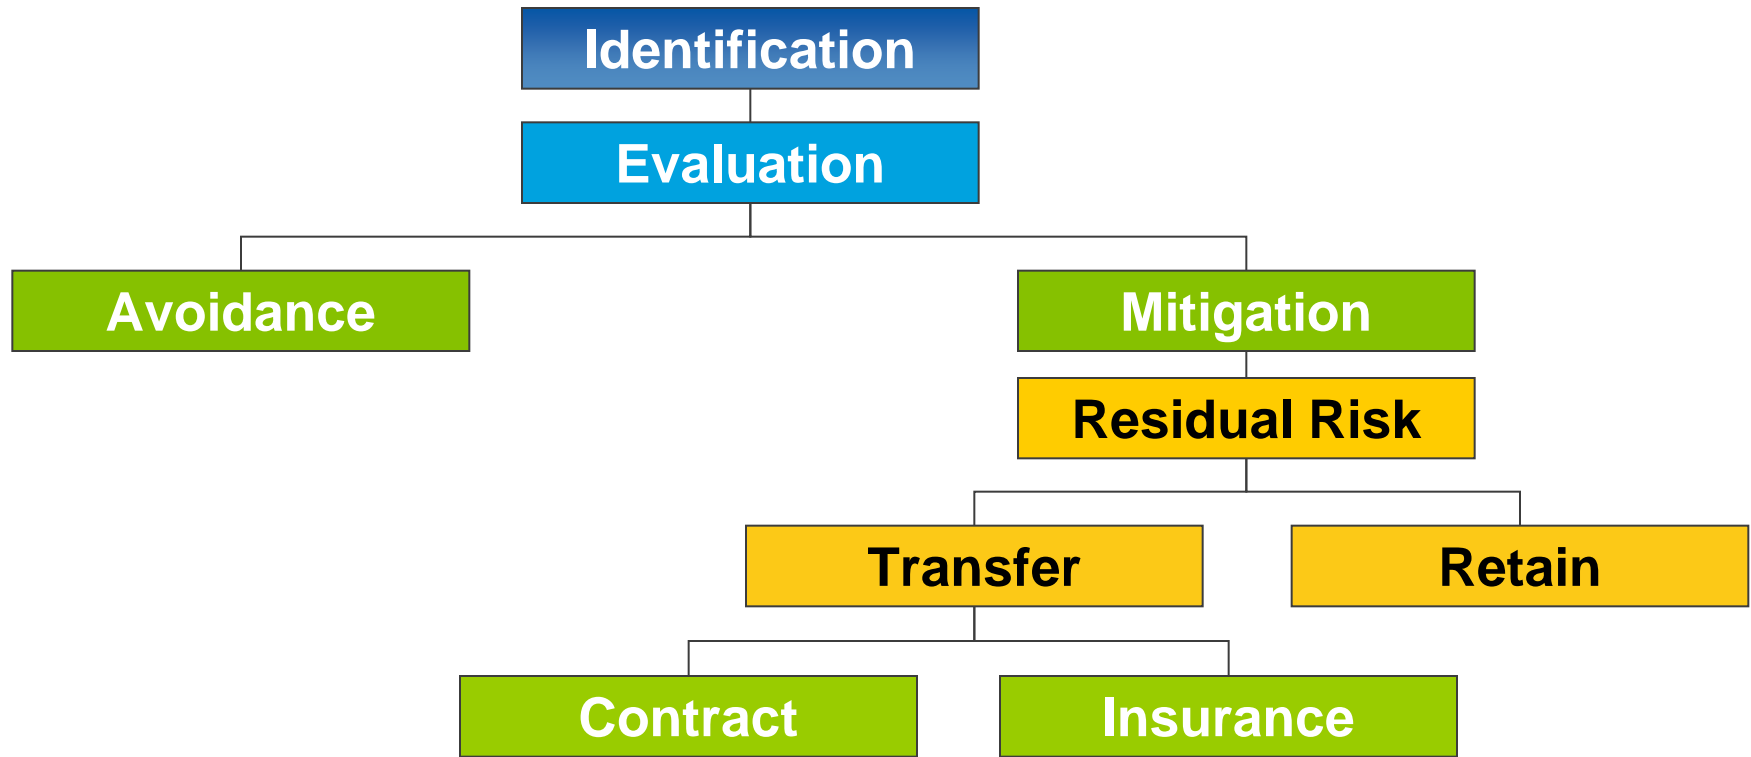 Identification
Evaluation
Avoidance
Mitigation
Residual Risk
Transfer
Retain
Contract
Insurance